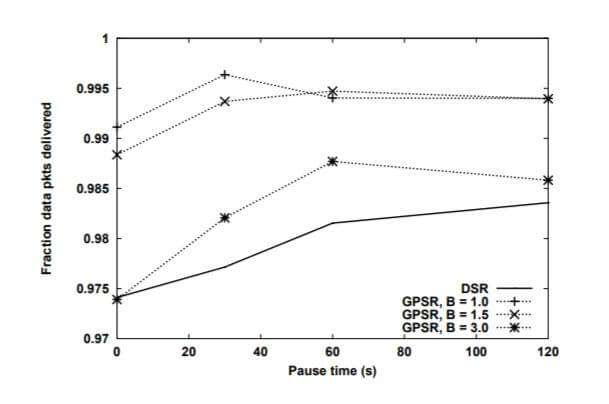 1
0.995
0.99
0.985
0.98
0.975
0.97
Fraction data pkts delivered
DSR
GPSR, B = 1.0
GPSR, B = 1.5
GPSR, B = 3.0
0 20 40 60 80 100 120
Pause time (s)